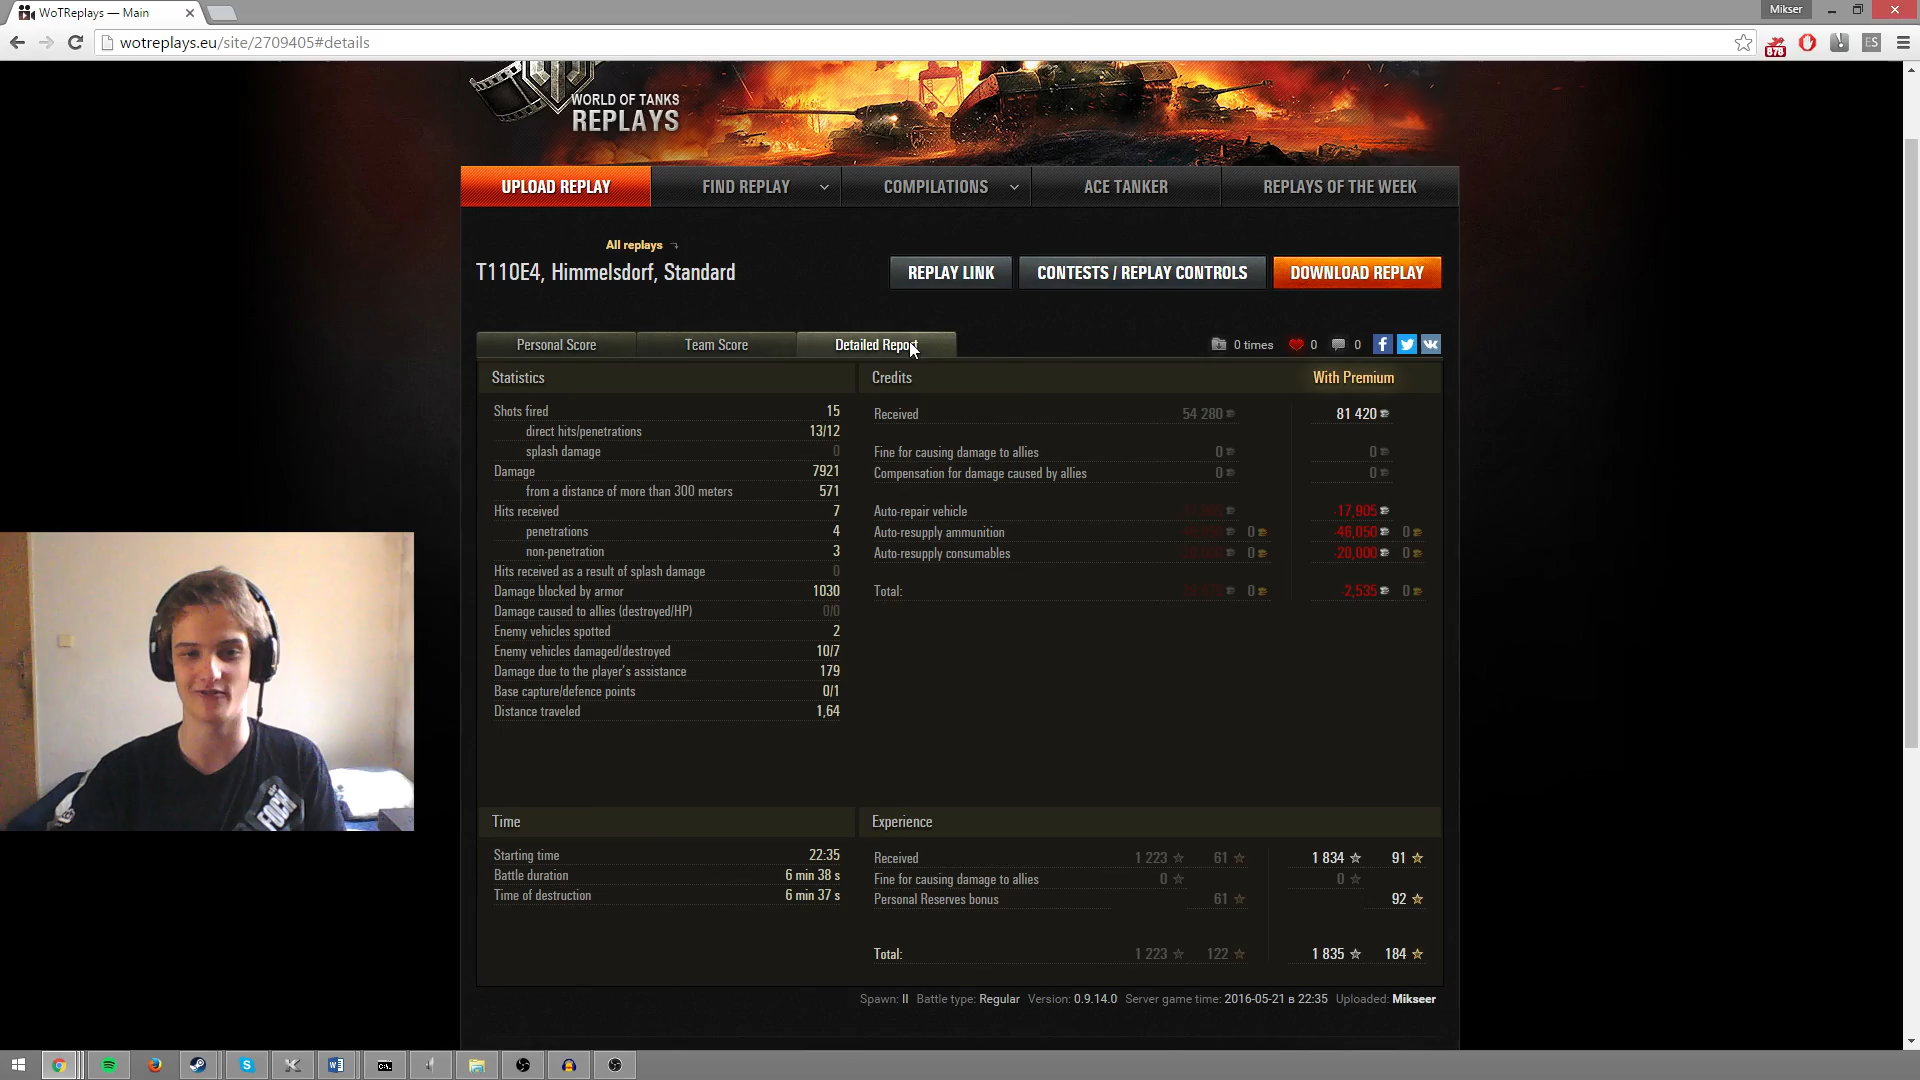 WoTReplays — Main
Mikser
wotreplays.eu/site/2709405#details
878
ES
WORLD OF TANKS
REPLAYS
UPLOAD REPLAY
FIND REPLAY
COMPILATIONS
ACE TANKER
REPLAYS OF THE WEEK
All replays
T110E4, Himmelsdorf, Standard
REPLAY LINK
CONTESTS / REPLAY CONTROLS
DOWNLOAD REPLAY
Personal Score
Team Score
Detailed Report
0 times
0
0
Statistics
Shots fired 15
direct hits/penetrations 13/12
splash damage 0
Damage 7921
from a distance of more than 300 meters 571
Hits received 7
penetrations 4
non-penetration 3
Hits received as a result of splash damage 0
Damage blocked by armor 1030
Damage caused to allies (destroyed/HP) 0/0
Enemy vehicles spotted 2
Enemy vehicles damaged/destroyed 10/7
Damage due to the player's assistance 179
Base capture/defence points 0/1
Distance traveled 1,64
Credits With Premium
Received 54 280 81 420
Fine for causing damage to allies 0 0
Compensation for damage caused by allies 0 0
Auto-repair vehicle -17,905
Auto-resupply ammunition 0 -46,050 0
Auto-resupply consumables 0 -20,000 0
Total: 0 -2,535 0
Time
Starting time 22:35
Battle duration 6 min 38 s
Time of destruction 6 min 37 s
Experience
Received 1 223 61 1 834 91
Fine for causing damage to allies 0 0
Personal Reserves bonus 61 92
Total: 1 223 122 1 835 184
Spawn: II Battle type: Regular Version: 0.9.14.0 Server game time: 2016-05-21 в 22:35 Uploaded: Mikseer
FOCH